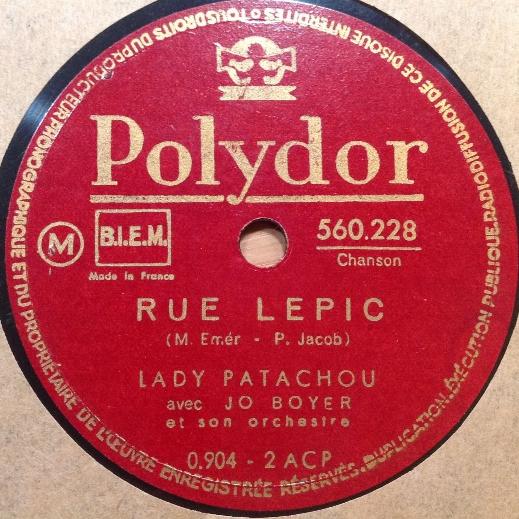 TOUS DROITS DU PRODUCTEUR PHONOGRAPHIQUE ET DU PROPRIÉTAIRE DE L'ŒUVRE ENREGISTRÉE RÉSERVÉS. DUPLICATION, EXÉCUTION PUBLIQUE, RADIODIFFUSION DE CE DISQUE INTERDITES
Polydor
M B.I.E.M. 560.228
Made in France Chanson
RUE LEPIC
(M. Emér - P. Jacob)
LADY PATACHOU
avec JO BOYER
et son orchestre
0.904 - 2 ACP